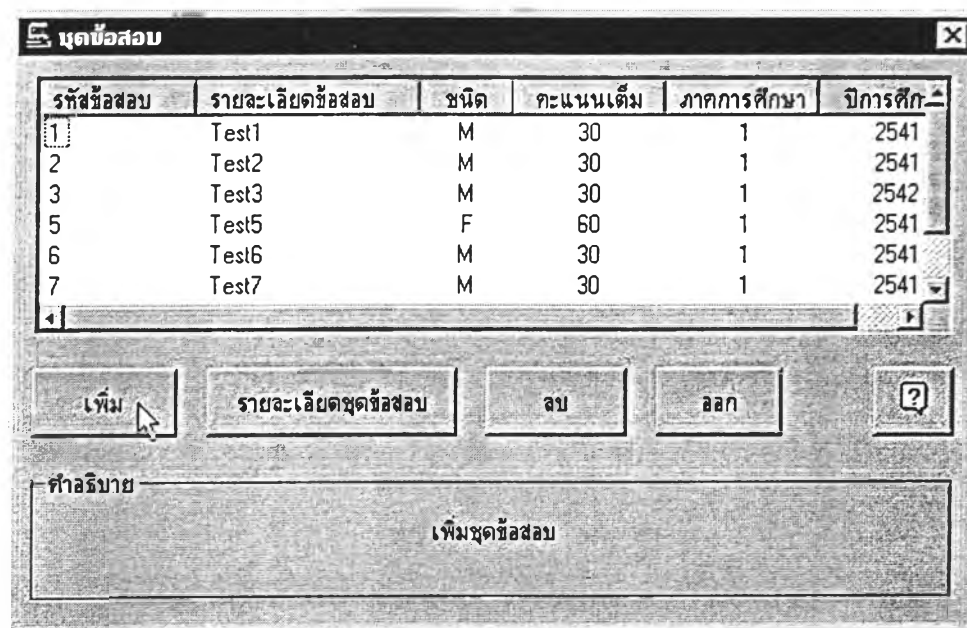 ชุดข้อสอบ
รหัสข้อสอบ รายละเอียดข้อสอบ ชนิด คะแนนเต็ม ภาคการศึกษา ปีการศึก
1 Test1 M 30 1 2541
2 Test2 M 30 1 2541
3 Test3 M 30 1 2542
5 Test5 F 60 1 2541
6 Test6 M 30 1 2541
7 Test7 M 30 1 2541
เพิ่ม รายละเอียดชุดข้อสอบ ลบ ออก ?
คำอธิบาย
เพิ่มชุดข้อสอบ